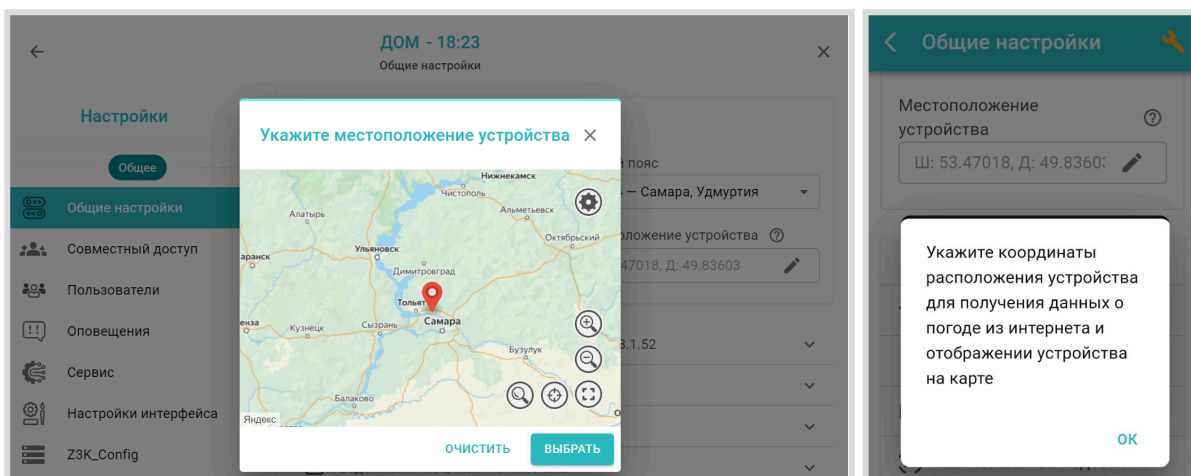 ДОМ - 18:23
Общие настройки
Настройки
Общее
Общие настройки
Совместный доступ
Пользователи
Оповещения
Сервис
Настройки интерфейса
Z3K_Config
Укажите местоположение устройства
Нижнекамск
Чистополь
Алатырь
Альметьевск
Октябрьский
Ульяновск
Димитровград
Самара
Кузнецк
Сызрань
Бузулук
Балаково
Яндекс
ОЧИСТИТЬ
ВЫБРАТЬ
пояс
— Самара, Удмуртия
устройства
47018, Д: 49.83603
3.1.52
Общие настройки
Местоположение
устройства
Ш: 53.47018, Д: 49.8360
Укажите координаты
расположения устройства
для получения данных о
погоде из интернета и
отображении устройства
на карте
ОК